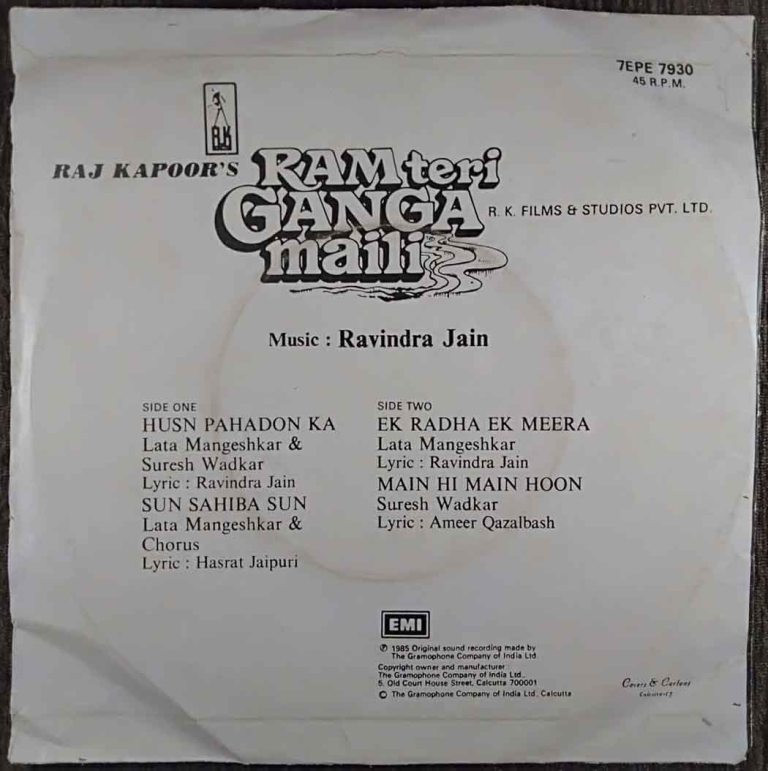 7EPE 7930
45 R.P.M.
R.K
RAJ KAPOOR'S
RAM teri
GANGA
maili
R. K. FILMS & STUDIOS PVT. LTD.
Music : Ravindra Jain
SIDE ONE
HUSN PAHADON KA
Lata Mangeshkar &
Suresh Wadkar
Lyric : Ravindra Jain
SUN SAHIBA SUN
Lata Mangeshkar &
Chorus
Lyric : Hasrat Jaipuri
SIDE TWO
EK RADHA EK MEERA
Lata Mangeshkar
Lyric : Ravindra Jain
MAIN HI MAIN HOON
Suresh Wadkar
Lyric : Ameer Qazalbash
EMI
℗ 1985 Original sound recording made by
The Gramophone Company of India Ltd.
Copyright owner and manufacturer
The Gramophone Company of India Ltd.,
5, Old Court House Street, Calcutta 700001
© The Gramophone Company of India Ltd. Calcutta
Covers & Cartons